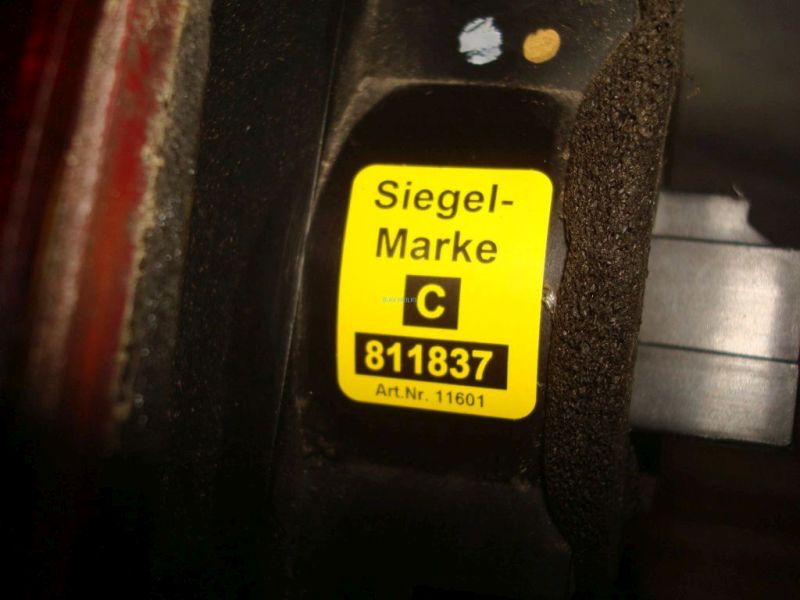 Siegel-
Marke
C
811837
Art.Nr. 11601